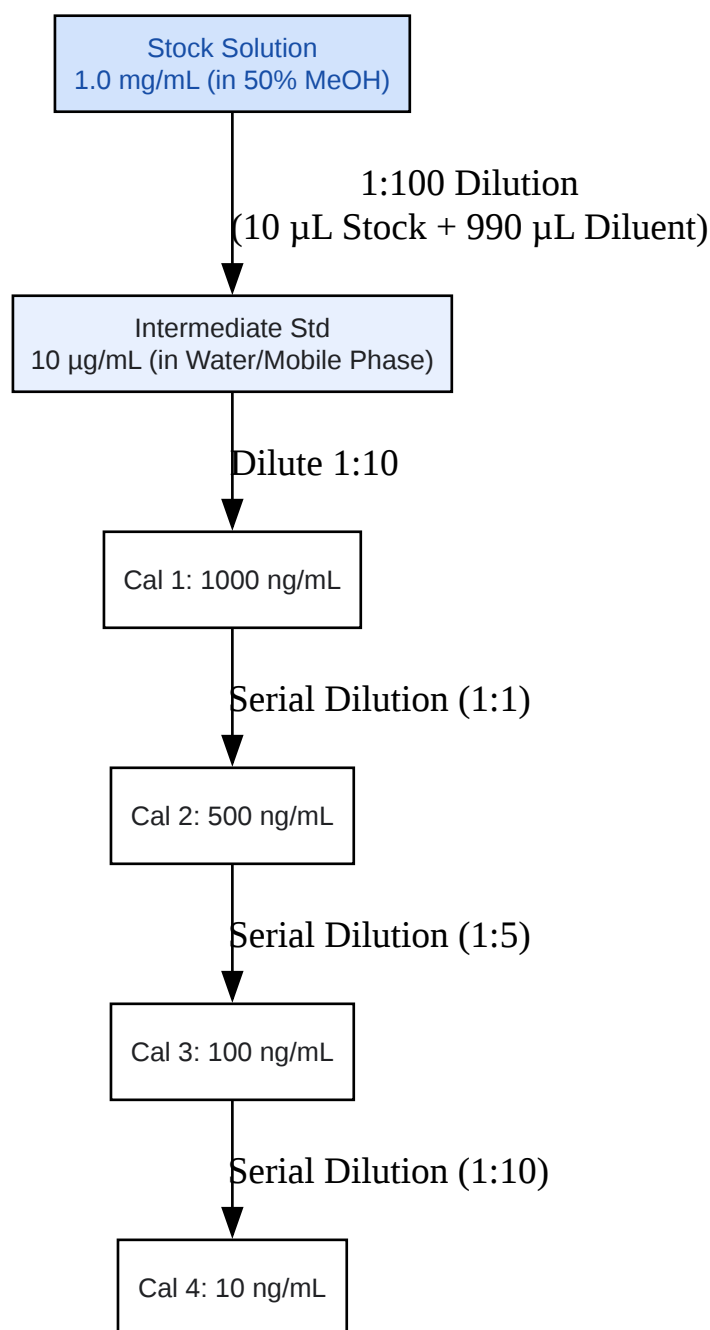 Stock Solution
1.0 mg/mL (in 50% MeOH)
1:100 Dilution
(10 µL Stock + 990 µL Diluent)
Intermediate Std
10 µg/mL (in Water/Mobile Phase)
Dilute 1:10
Cal 1: 1000 ng/mL
Serial Dilution (1:1)
Cal 2: 500 ng/mL
Serial Dilution (1:5)
Cal 3: 100 ng/mL
Serial Dilution (1:10)
Cal 4: 10 ng/mL